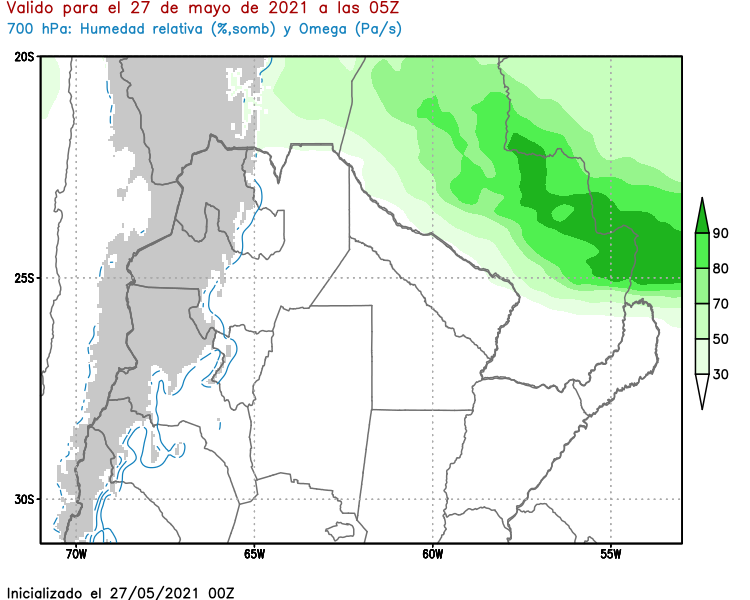 Valido para el 27 de mayo de 2021 a las 05Z
700 hPa: Humedad relativa (%,somb) y Omega (Pa/s)
20S
25S
30S
70W
65W
60W
55W
90
80
70
50
30
Inicializado el 27/05/2021 00Z